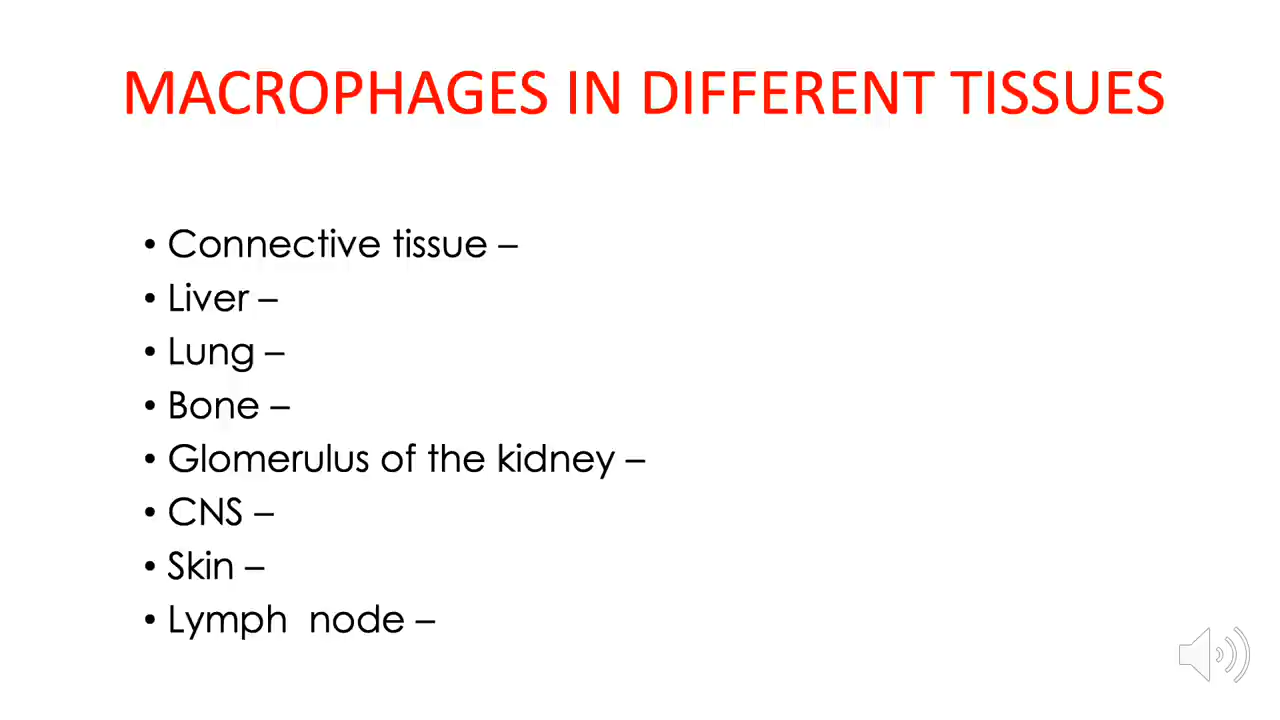 MACROPHAGES IN DIFFERENT TISSUES
• Connective tissue –
• Liver –
• Lung –
• Bone –
• Glomerulus of the kidney –
• CNS –
• Skin –
• Lymph  node –